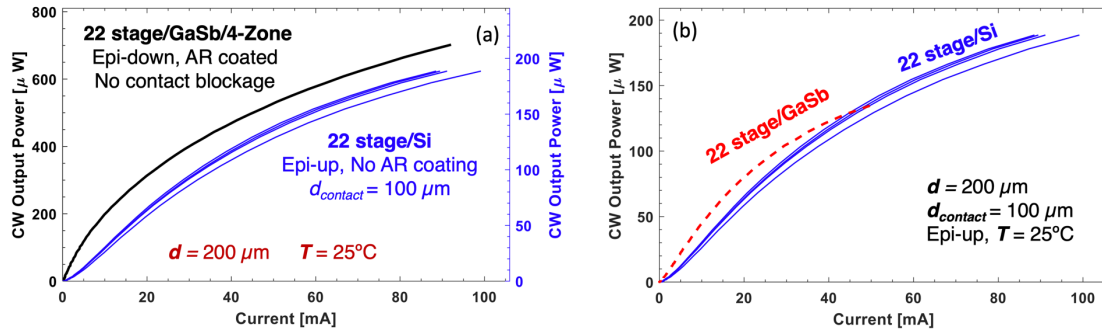 (a)
22 stage/GaSb/4-Zone
Epi-down, AR coated
No contact blockage
22 stage/Si
Epi-up, No AR coating
d_contact = 100 µm
d = 200 µm T = 25ºC
CW Output Power [µ W]
800
600
400
200
0
CW Output Power [µ W]
200
150
100
50
0
0 20 40 60 80 100
Current [mA]
(b)
22 stage/Si
22 stage/GaSb
d = 200 µm
d_contact = 100 µm
Epi-up, T = 25ºC
CW Output Power [µ W]
200
150
100
50
0
0 20 40 60 80 100
Current [mA]